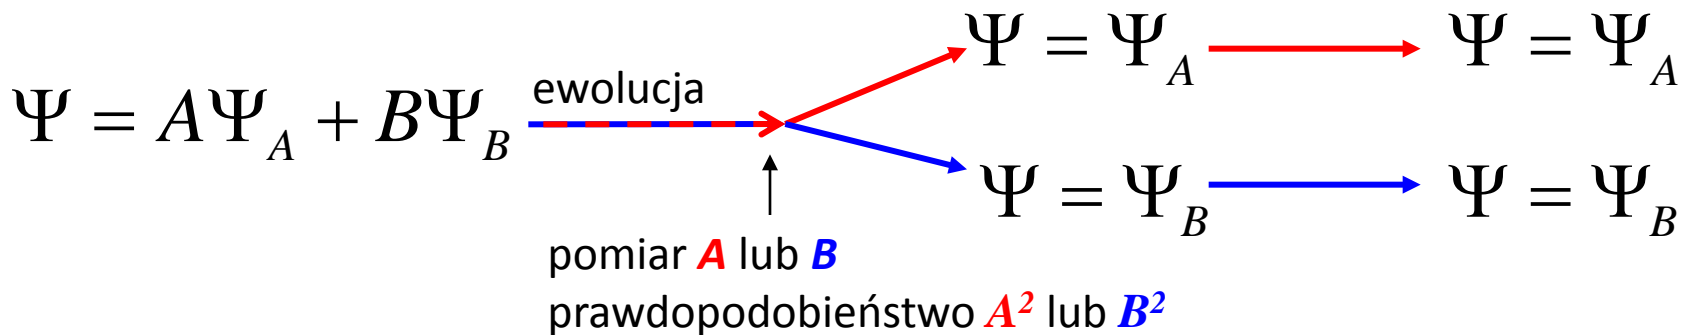 Ψ = AΨ_A + BΨ_B
ewolucja
Ψ = Ψ_A
Ψ = Ψ_A
Ψ = Ψ_B
Ψ = Ψ_B
pomiar A lub B
prawdopodobieństwo A² lub B²